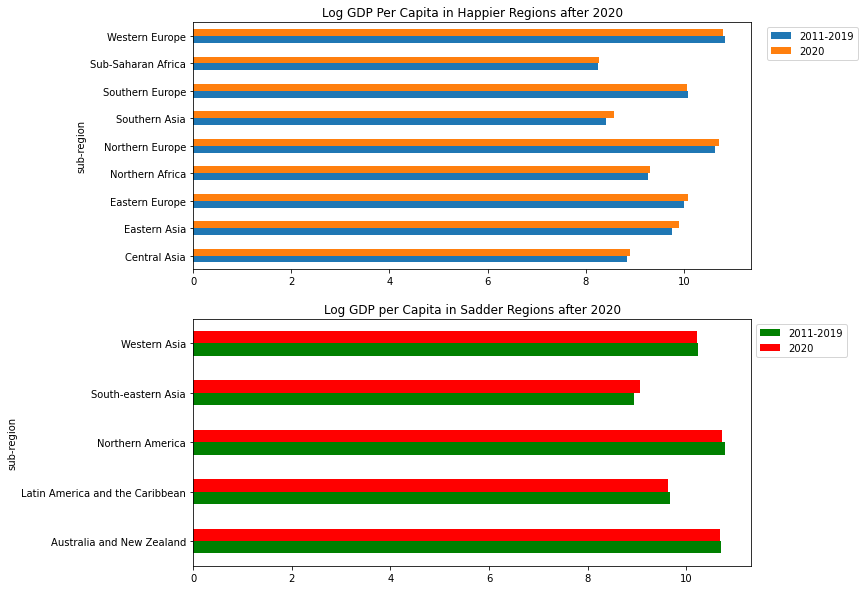 Log GDP Per Capita in Happier Regions after 2020
Western Europe
Sub-Saharan Africa
Southern Europe
Southern Asia
Northern Europe
Northern Africa
Eastern Europe
Eastern Asia
Central Asia
sub-region
0 2 4 6 8 10
2011-2019
2020
Log GDP per Capita in Sadder Regions after 2020
Western Asia
South-eastern Asia
Northern America
Latin America and the Caribbean
Australia and New Zealand
sub-region
0 2 4 6 8 10
2011-2019
2020